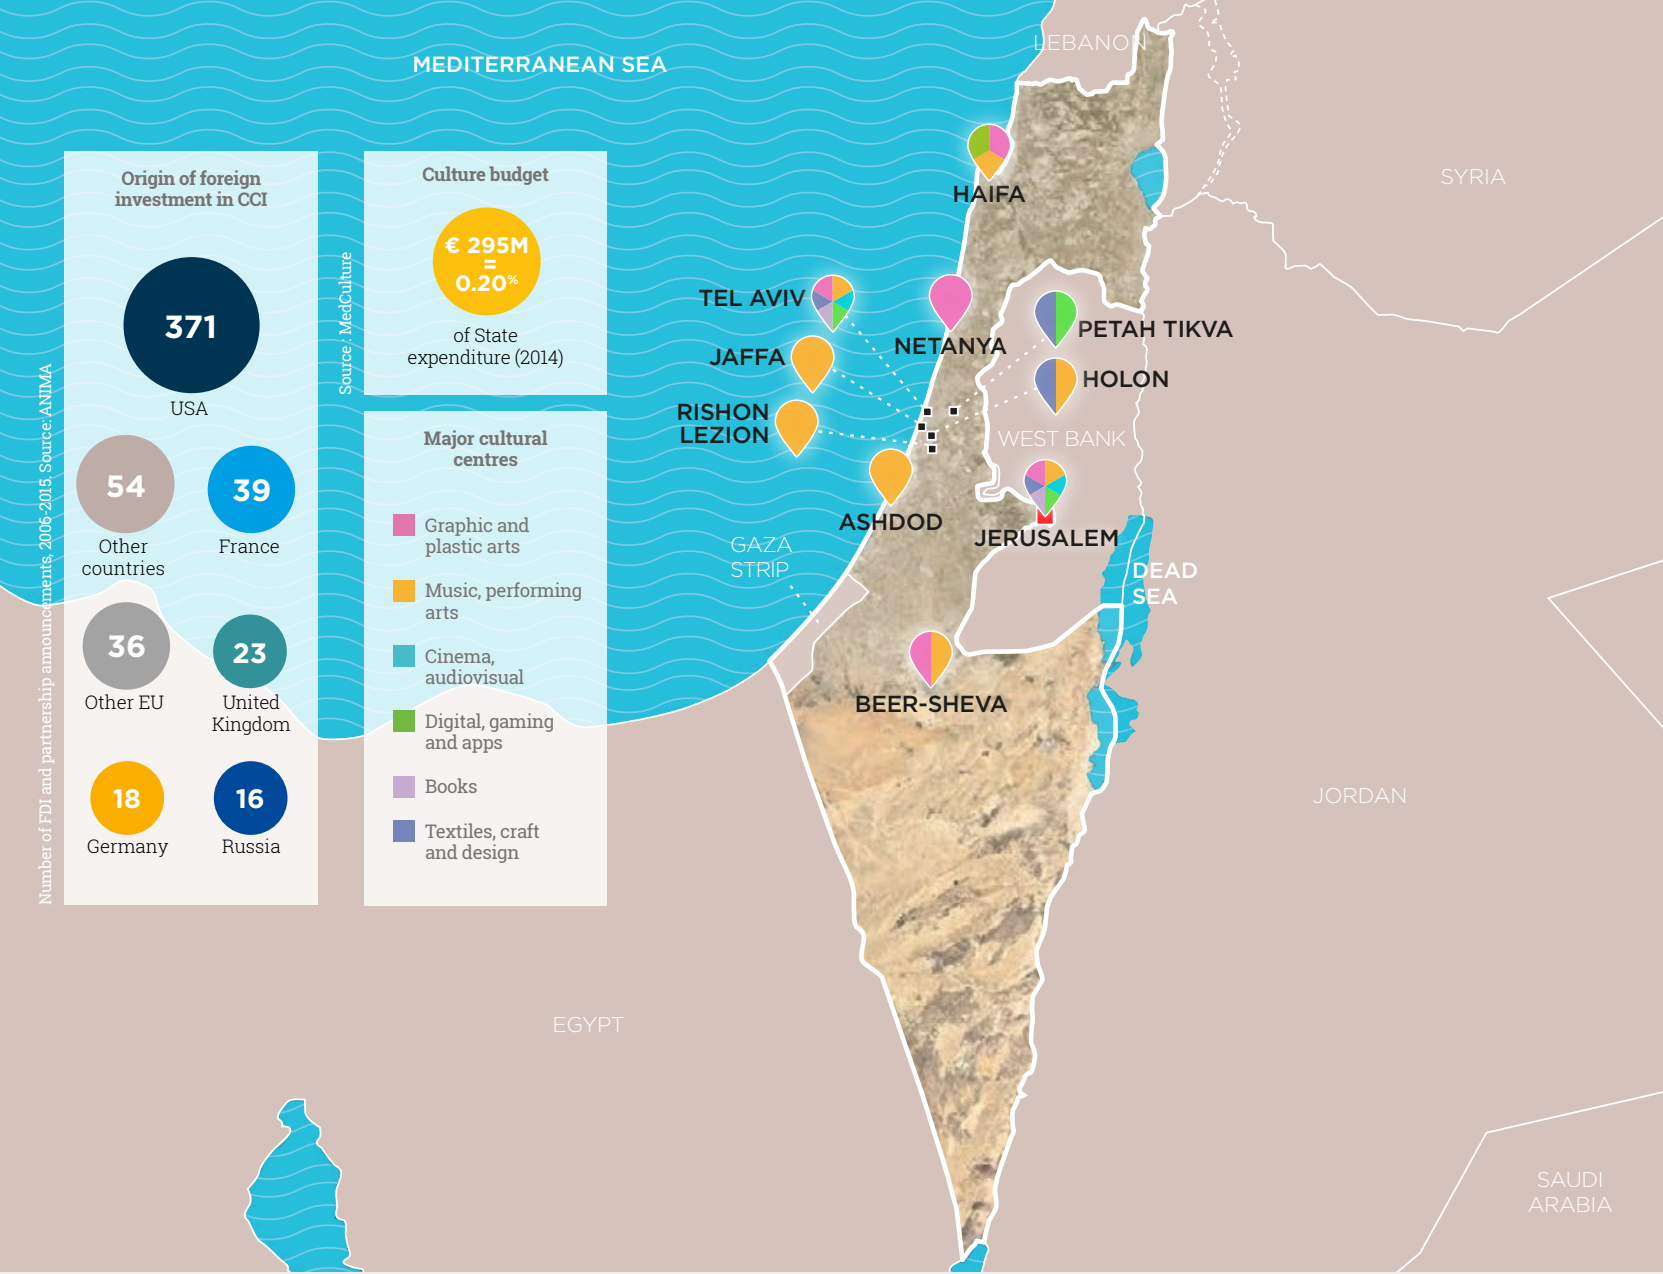 MEDITERRANEAN SEA
LEBANON
SYRIA
Origin of foreign
investment in CCI
371
USA
54
Other
countries
39
France
36
Other EU
23
United
Kingdom
18
Germany
16
Russia
Number of FDI and partnership announcements, 2006-2015. Source: ANIMA
Culture budget
€ 295M
=
0.20%
of State
expenditure (2014)
Source : MedCulture
Major cultural
centres
Graphic and
plastic arts
Music, performing
arts
Cinema,
audiovisual
Digital, gaming
and apps
Books
Textiles, craft
and design
HAIFA
TEL AVIV
NETANYA
PETAH TIKVA
JAFFA
HOLON
RISHON
LEZION
WEST BANK
ASHDOD
JERUSALEM
GAZA
STRIP
DEAD
SEA
BEER-SHEVA
JORDAN
EGYPT
SAUDI
ARABIA